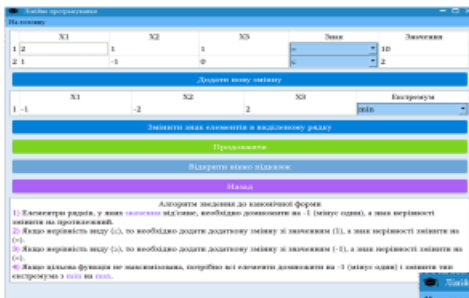 Лінійне програмування
На головну
X1 X2 X3 Знак Значення
1 2 1 1 10
2 1 -1 0 2
Додати нову змінну
X1 X2 X3 Екстремум
1 -1 -2 2 min
Змінити знак елементів в виділеному рядку
Продовжити
Відкрити вікно підказок
Назад
Алгоритм зведення до канонічної форми
1) Елементри рядків, у яких значення від'ємне, необхідно домножити на -1 (мінус один), а знак нерівності
змінити на протилежний.
2) Якщо нерівність виду (≤), то необхідно додати додаткову змінну зі значенням (1), а знак нерівності змінити на
(=).
3) Якщо нерівність виду (≥), то необхідно додати додаткову змінну зі значенням (-1), а знак нерівності змінити на
(=).
4) Якщо цільова функція не максимізована, потрібно всі елементи домножити на -1 (мінус один) і змінити тип
екстремума з min на max.